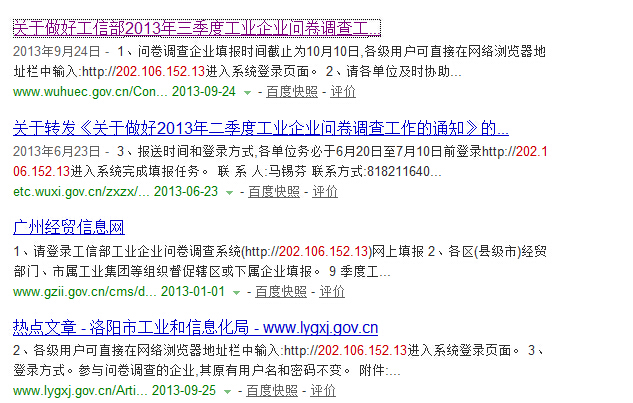 关于做好工信部2013年三季度工业企业问卷调查工...
2013年9月24日 - 1、问卷调查企业填报时间截止为10月10日,各级用户可直接在网络浏览器地
址栏中输入:http://202.106.152.13进入系统登录页面。 2、请各单位及时协助...
www.wuhuec.gov.cn/Con... 2013-09-24 - 百度快照 - 评价
关于转发《关于做好2013年二季度工业企业问卷调查工作的通知》的...
2013年6月23日 - 3、报送时间和登录方式,各单位务必于6月20日至7月10日前登录http://202.1
06.152.13进入系统完成填报任务。 联 系 人:马锡芬 联系方式:818211640...
etc.wuxi.gov.cn/zxzx/... 2013-06-23 - 百度快照 - 评价
广州经贸信息网
1、请登录工信部工业企业问卷调查系统(http://202.106.152.13)网上填报 2、各区(县级市)经贸
部门、市属工业集团等组织督促辖区或下属企业填报。 9 季度工...
www.gzii.gov.cn/cms/d... 2013-01-01 - 百度快照 - 评价
热点文章 - 洛阳市工业和信息化局 - www.lygxj.gov.cn
2、各级用户可直接在网络浏览器地址栏中输入:http://202.106.152.13进入系统登录页面。 3、
登录方式。参与问卷调查的企业,其原有用户名和密码不变。 附件:...
www.lygxj.gov.cn/Arti... 2013-09-25 - 百度快照 - 评价